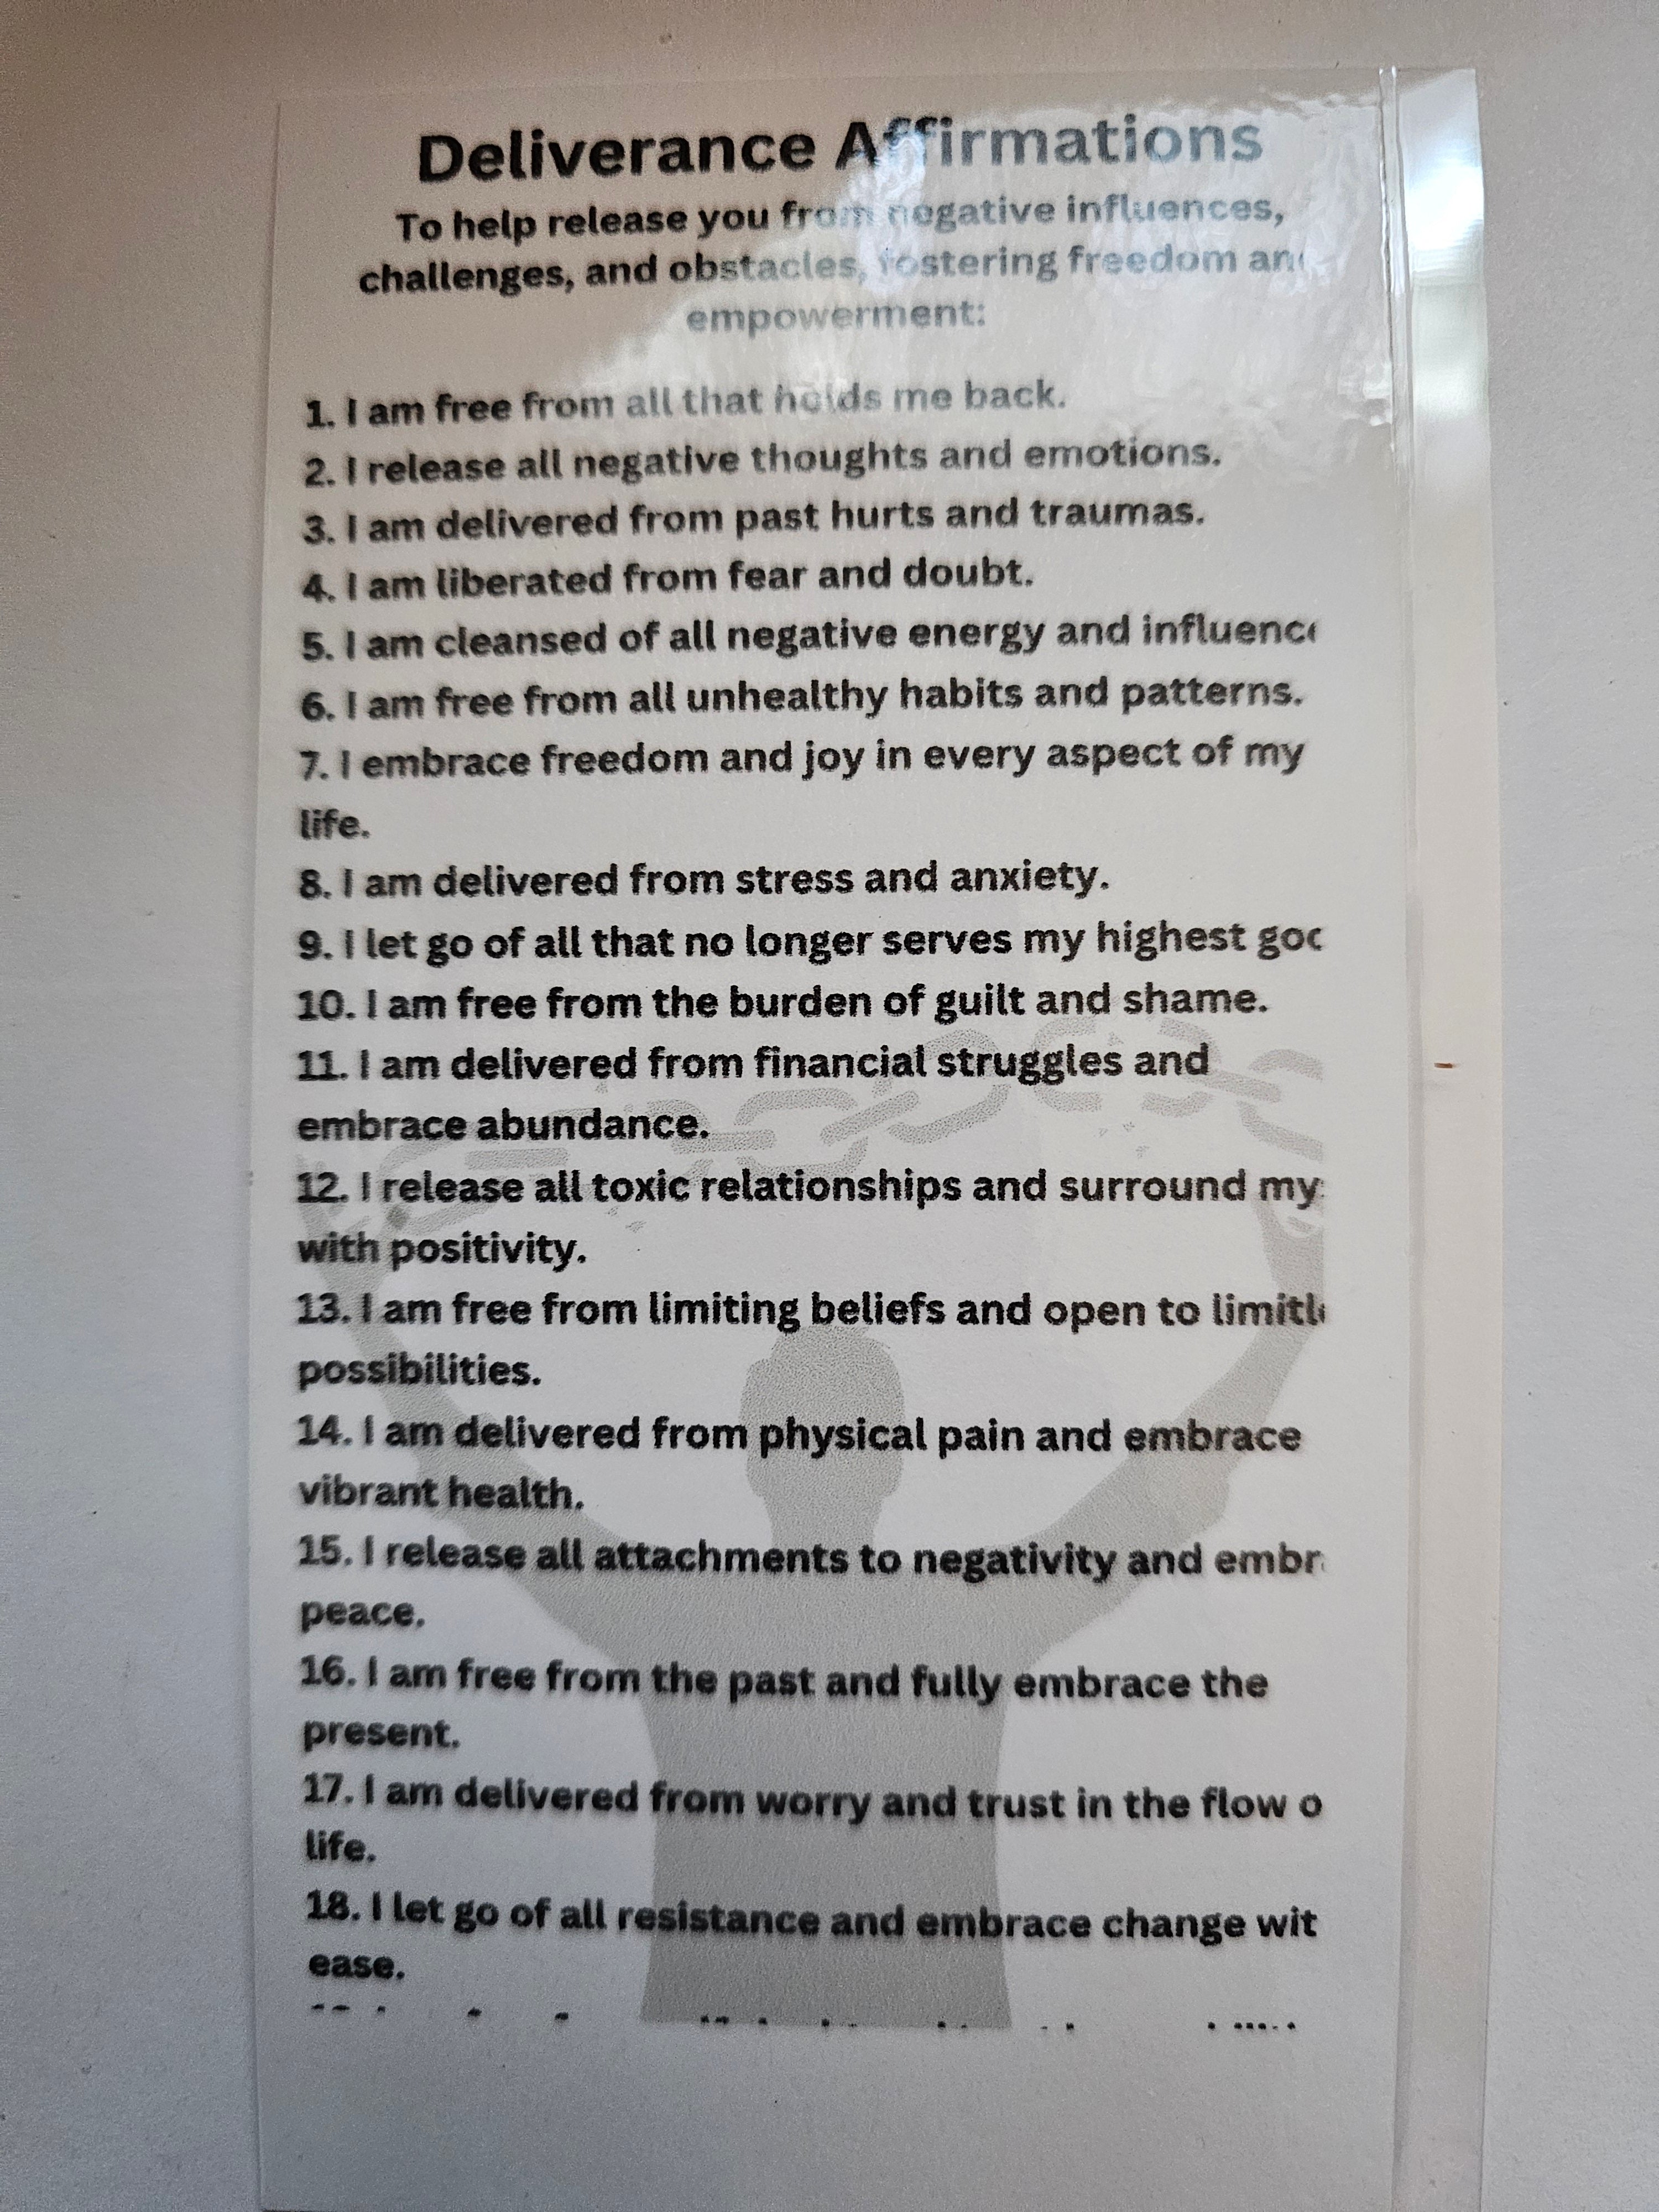 Deliverance Affirmations
To help release you from negative influences,
challenges, and obstacles, fostering freedom an
empowerment:
1. I am free from all that holds me back.
2. I release all negative thoughts and emotions.
3. I am delivered from past hurts and traumas.
4. I am liberated from fear and doubt.
5. I am cleansed of all negative energy and influenc
6. I am free from all unhealthy habits and patterns.
7. I embrace freedom and joy in every aspect of my
life.
8. I am delivered from stress and anxiety.
9. I let go of all that no longer serves my highest go
10. I am free from the burden of guilt and shame.
11. I am delivered from financial struggles and
embrace abundance.
12. I release all toxic relationships and surround my
with positivity.
13. I am free from limiting beliefs and open to limitl
possibilities.
14. I am delivered from physical pain and embrace
vibrant health.
15. I release all attachments to negativity and embr
peace.
16. I am free from the past and fully embrace the
present.
17. I am delivered from worry and trust in the flow o
life.
18. I let go of all resistance and embrace change wit
ease.